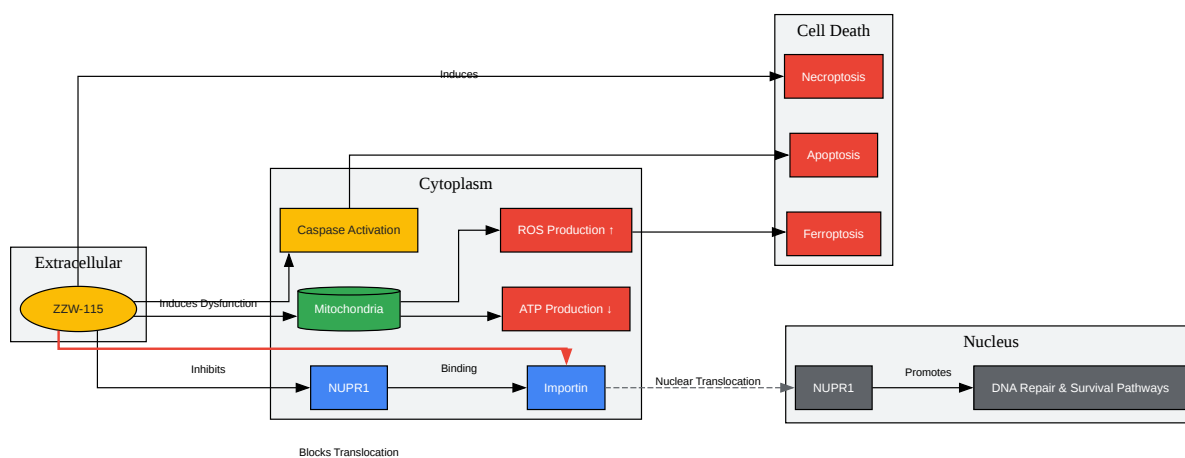 Cell Death
Necroptosis
Induces
Apoptosis
Cytoplasm
Caspase Activation
ROS Production ↑
Ferroptosis
Extracellular
ZZW-115
Induces Dysfunction
Mitochondria
ATP Production ↓
Nucleus
Inhibits
NUPR1
Binding
Importin
Nuclear Translocation
NUPR1
Promotes
DNA Repair & Survival Pathways
Blocks Translocation